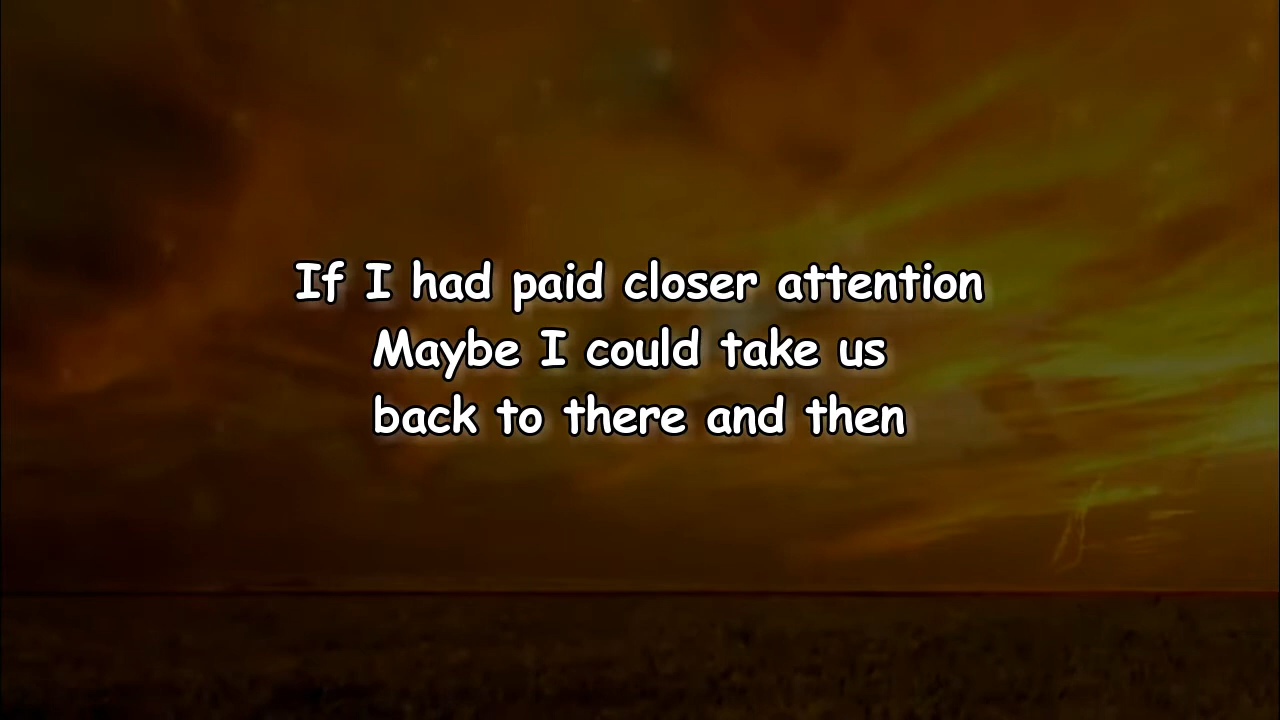 If I had paid closer attention
Maybe I could take us
back to there and then